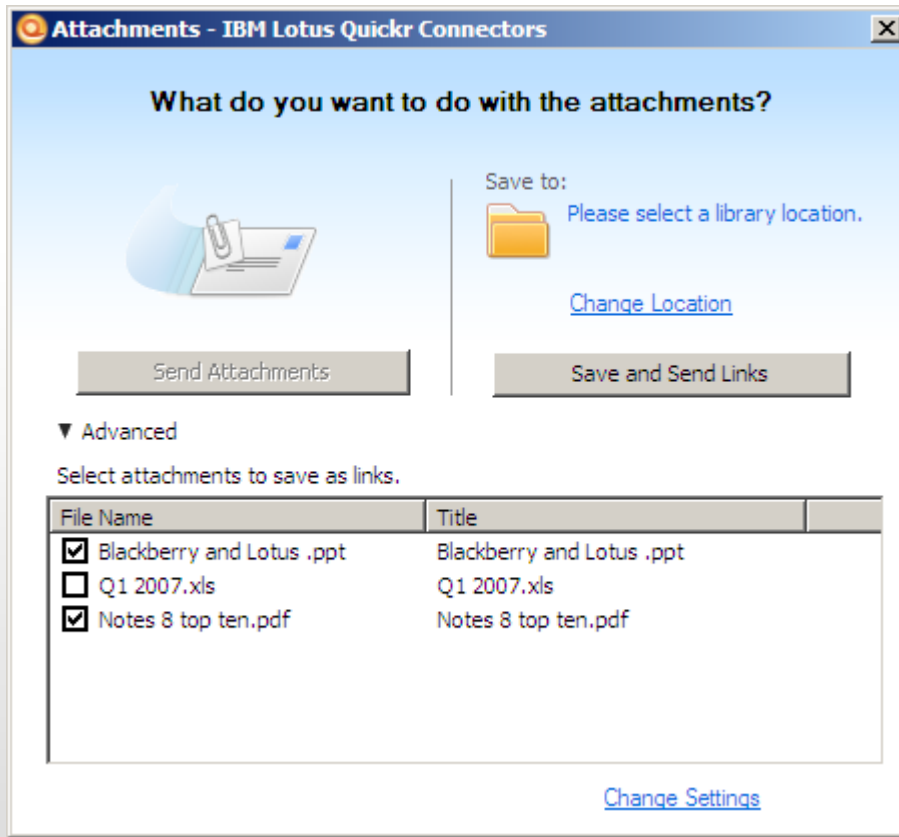 Attachments - IBM Lotus Quickr Connectors
What do you want to do with the attachments?
Save to:
Please select a library location.
Change Location
Send Attachments
Save and Send Links
▼ Advanced
Select attachments to save as links.
File Name Title
Blackberry and Lotus .ppt Blackberry and Lotus .ppt
Q1 2007.xls Q1 2007.xls
Notes 8 top ten.pdf Notes 8 top ten.pdf
Change Settings